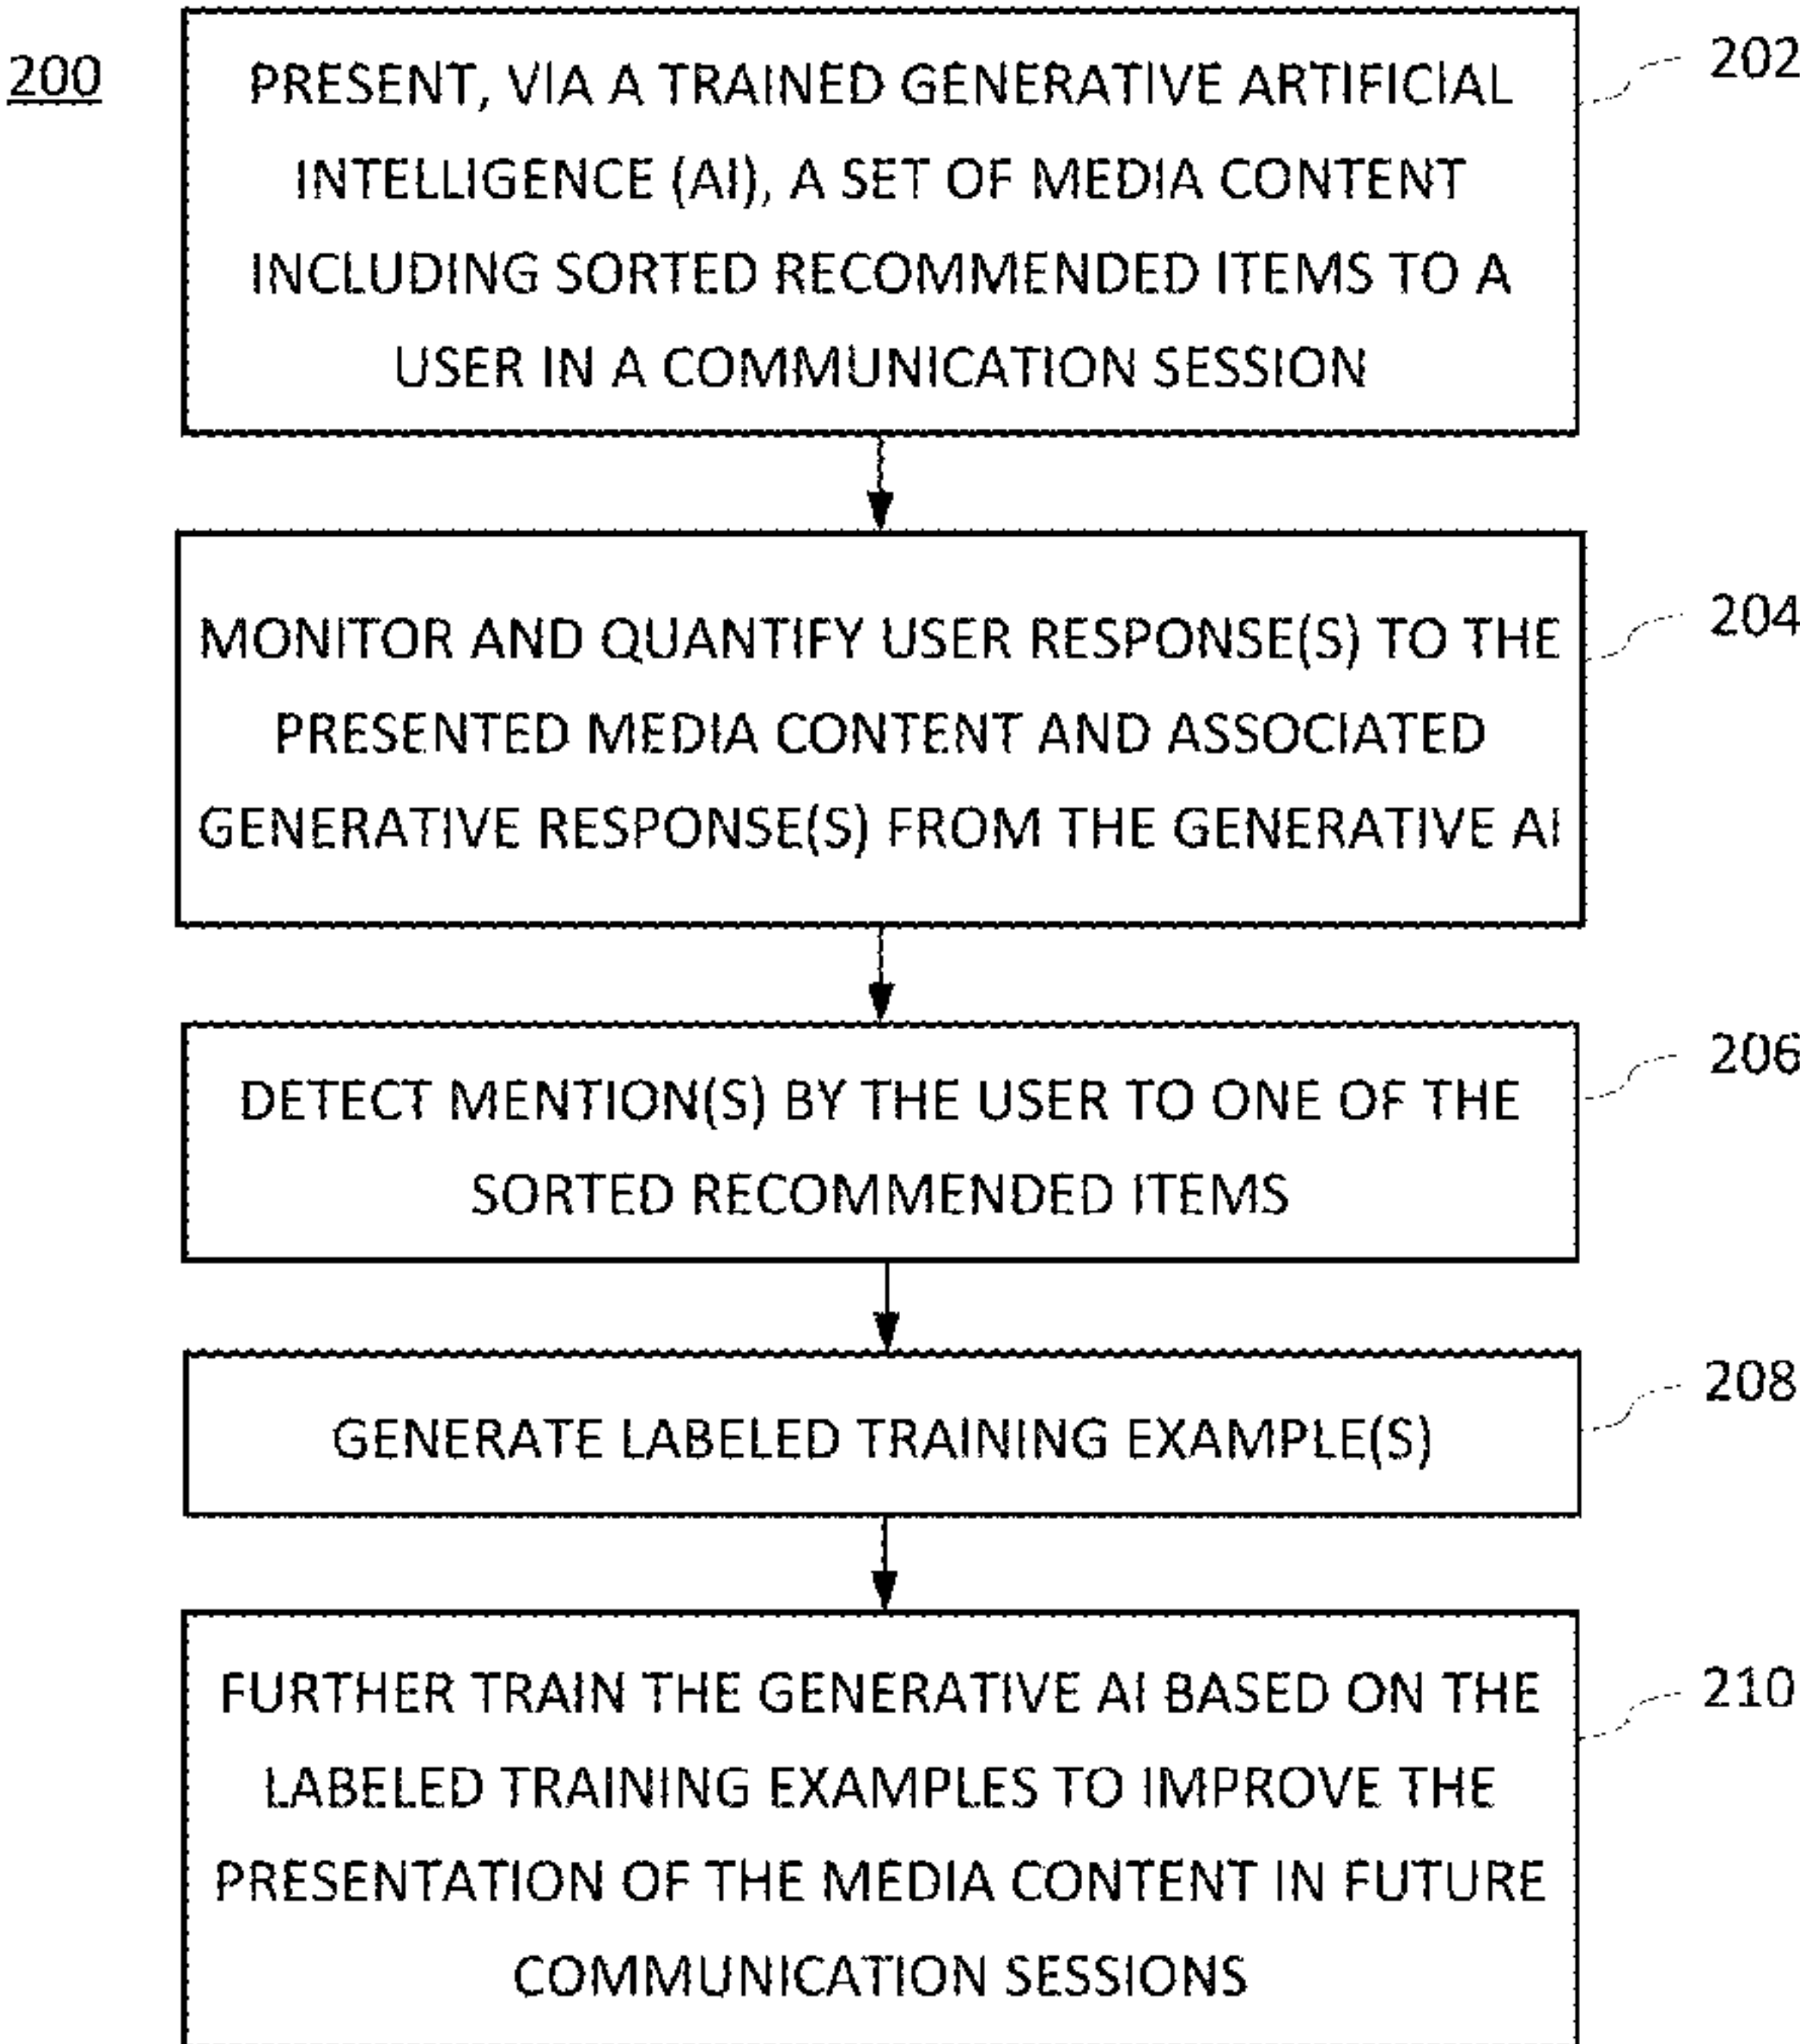 200
PRESENT, VIA A TRAINED GENERATIVE ARTIFICIAL
INTELLIGENCE (AI), A SET OF MEDIA CONTENT
INCLUDING SORTED RECOMMENDED ITEMS TO A
USER IN A COMMUNICATION SESSION
202
MONITOR AND QUANTIFY USER RESPONSE(S) TO THE
PRESENTED MEDIA CONTENT AND ASSOCIATED
GENERATIVE RESPONSE(S) FROM THE GENERATIVE AI
204
DETECT MENTION(S) BY THE USER TO ONE OF THE
SORTED RECOMMENDED ITEMS
206
GENERATE LABELED TRAINING EXAMPLE(S)
208
FURTHER TRAIN THE GENERATIVE AI BASED ON THE
LABELED TRAINING EXAMPLES TO IMPROVE THE
PRESENTATION OF THE MEDIA CONTENT IN FUTURE
COMMUNICATION SESSIONS
210